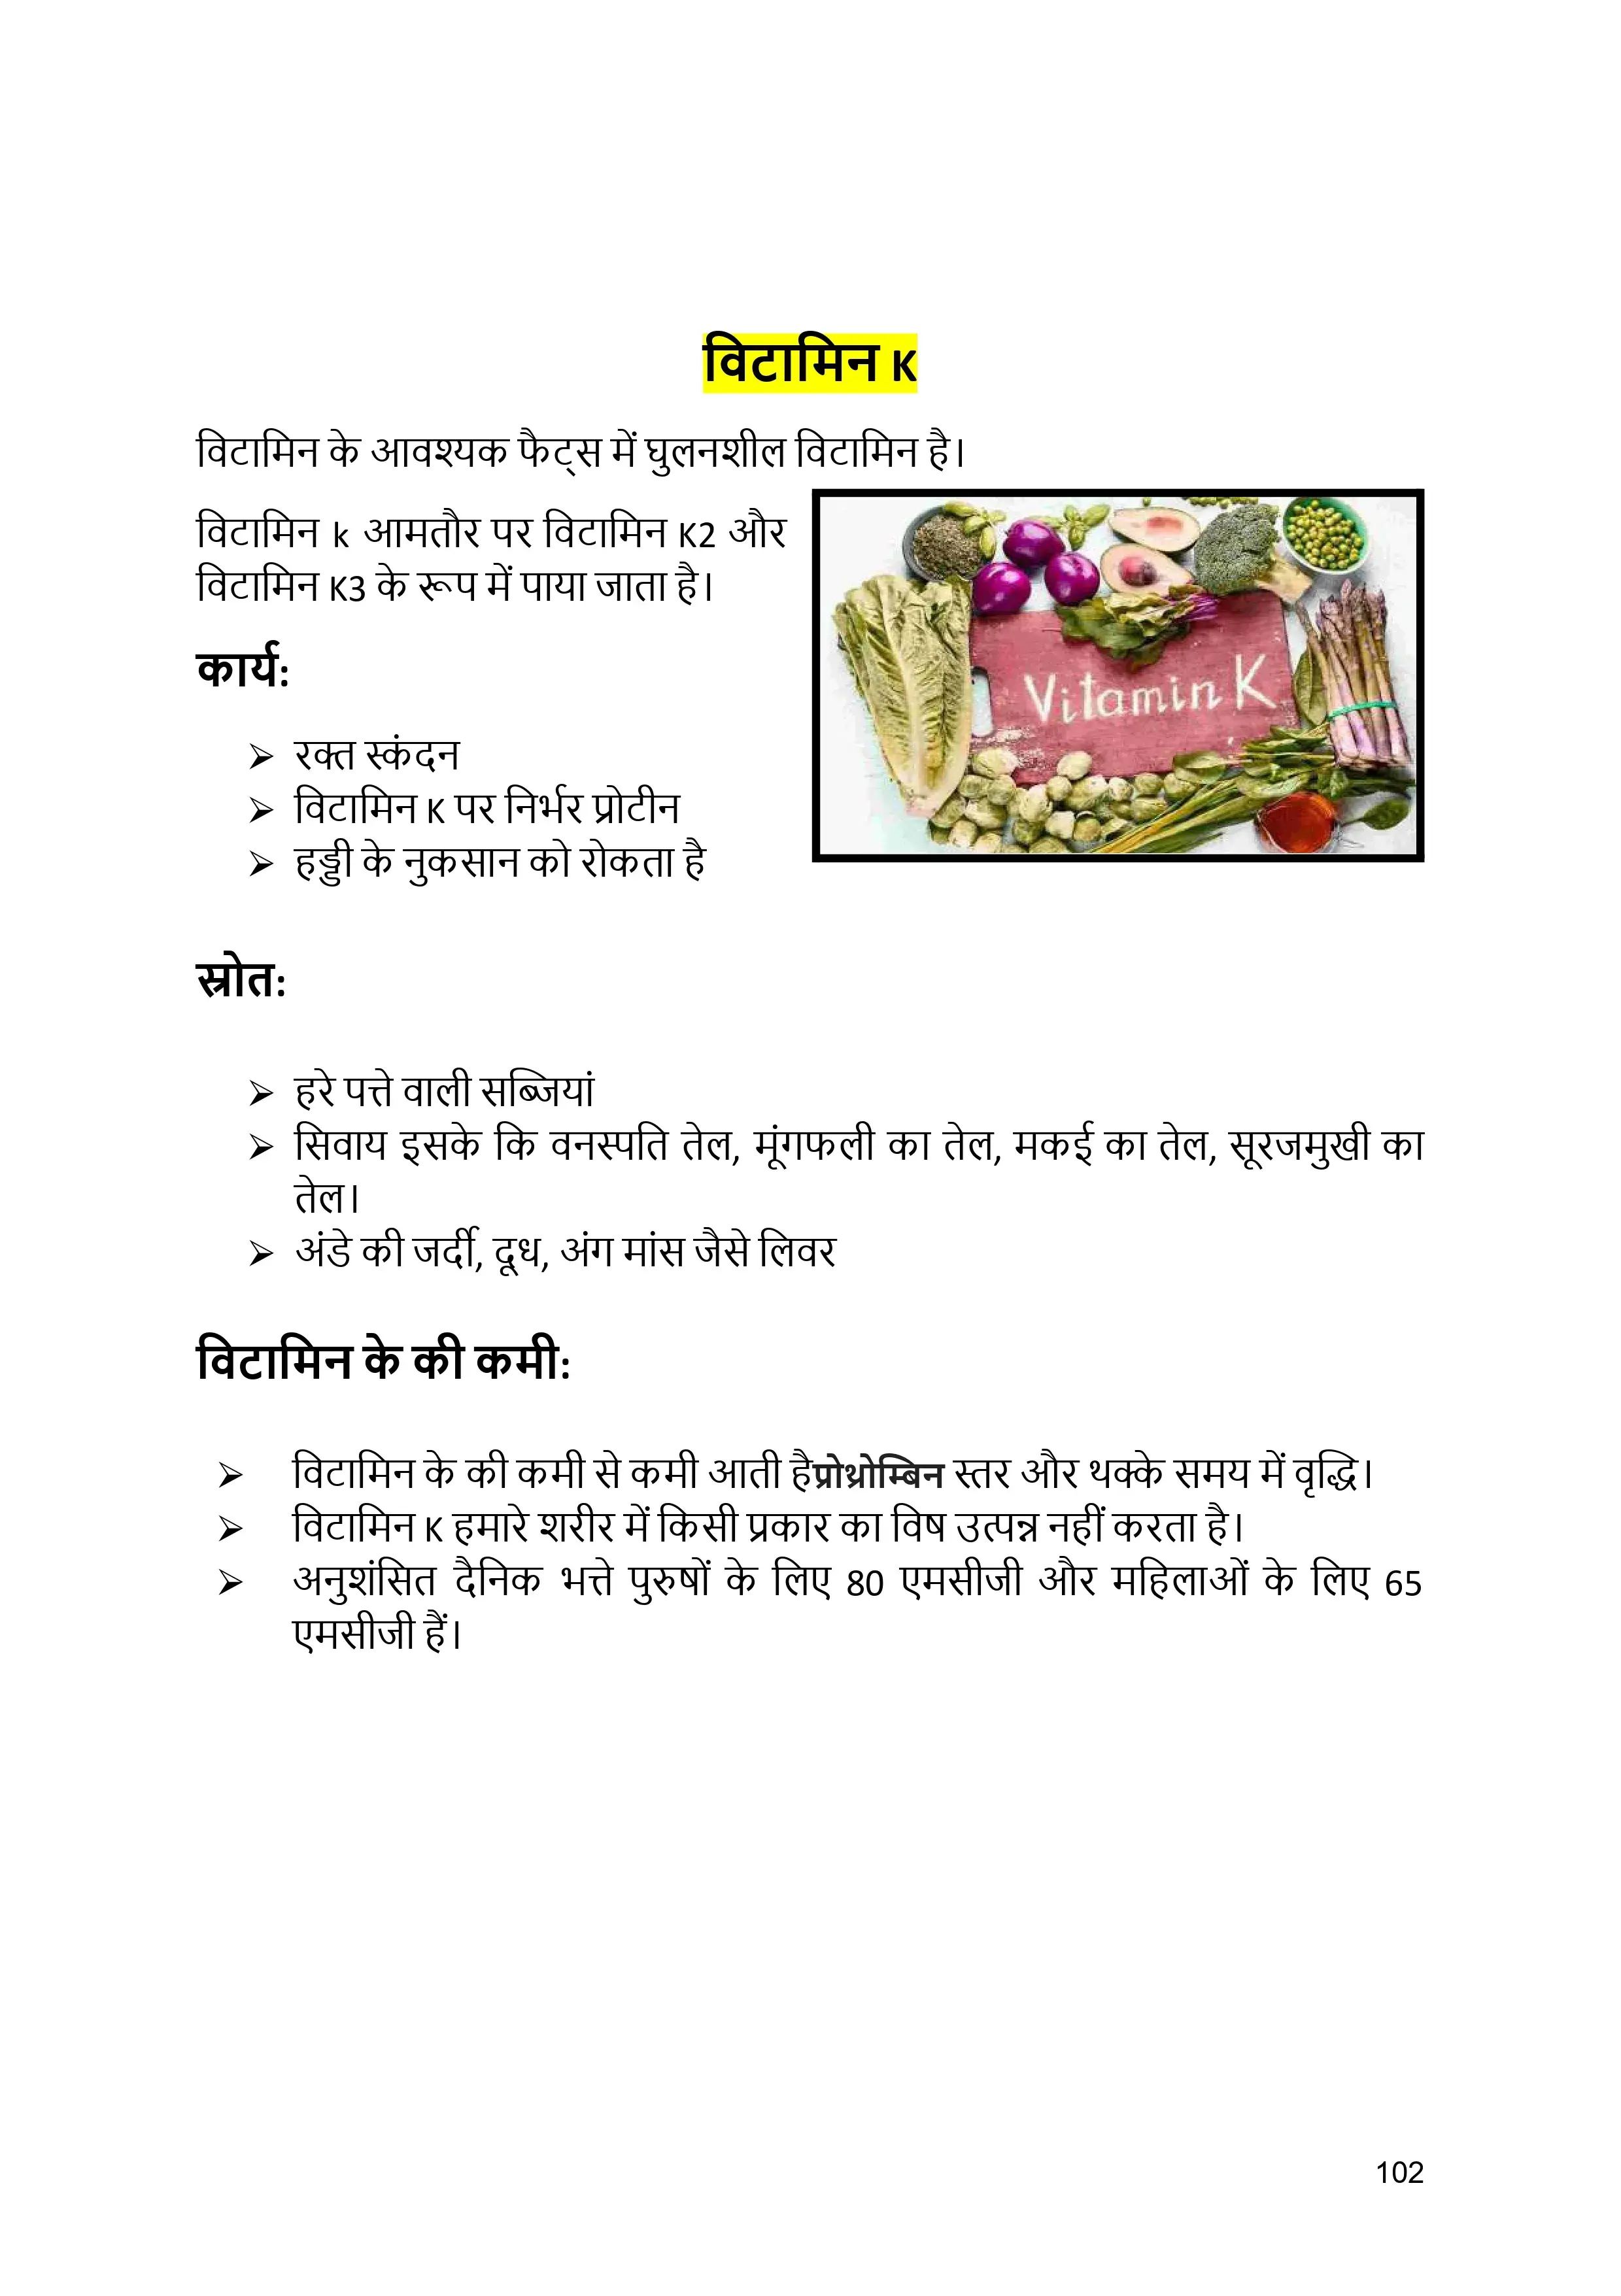 विटामिन K
विटामिन के आवश्यक फैट्स में घुलनशील विटामिन है।
विटामिन k आमतौर पर विटामिन K2 और
विटामिन K3 के रूप में पाया जाता है।
Vitamin K
कार्य:
➢ रक्त स्कंदन
➢ विटामिन K पर निर्भर प्रोटीन
➢ हड्डी के नुकसान को रोकता है
स्रोत:
➢ हरे पत्ते वाली सब्जियां
➢ सिवाय इसके कि वनस्पति तेल, मूंगफली का तेल, मकई का तेल, सूरजमुखी का
तेल।
➢ अंडे की जर्दी, दूध, अंग मांस जैसे लिवर
विटामिन के की कमी:
➢ विटामिन के की कमी से कमी आती हैप्रोथ्रोम्बिन स्तर और थक्के समय में वृद्धि।
➢ विटामिन K हमारे शरीर में किसी प्रकार का विष उत्पन्न नहीं करता है।
➢ अनुशंसित दैनिक भत्ते पुरुषों के लिए 80 एमसीजी और महिलाओं के लिए 65
एमसीजी हैं।
102